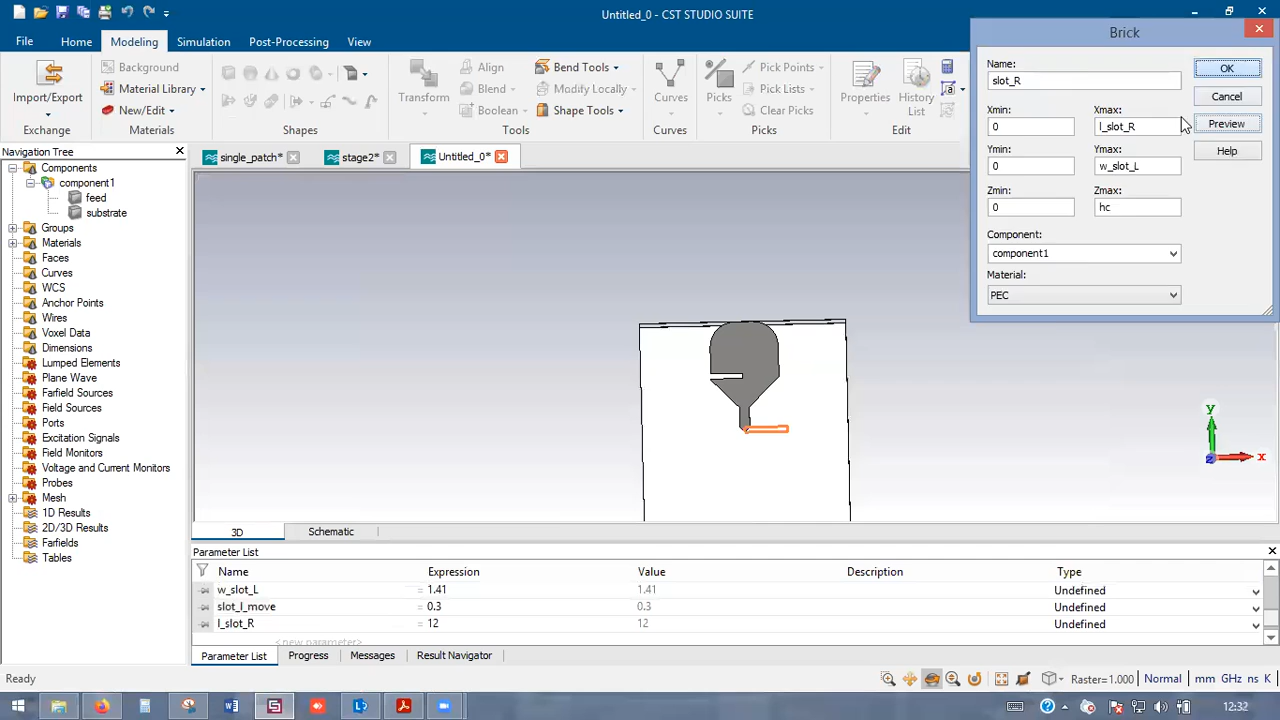 Untitled_0 - CST STUDIO SUITE
File
Home
Modeling
Simulation
Post-Processing
View
Import/Export
Exchange
Background
Material Library
New/Edit
Materials
Shapes
Transform
Align
Blend
Boolean
Bend Tools
Modify Locally
Shape Tools
Tools
Curves
Curves
Picks
Pick Points
Pick Lists
Clear Picks
Picks
Properties
History
List
Edit
Navigation Tree
single_patch*
stage2*
Untitled_0*
Components
component1
feed
substrate
Groups
Materials
Faces
Curves
WCS
Anchor Points
Wires
Voxel Data
Dimensions
Lumped Elements
Plane Wave
Farfield Sources
Field Sources
Ports
Excitation Signals
Field Monitors
Voltage and Current Monitors
Probes
Mesh
1D Results
2D/3D Results
Farfields
Tables
Brick
Name:
slot_R
OK
Cancel
Preview
Help
Xmin:
Xmax:
0
l_slot_R
Ymin:
Ymax:
0
w_slot_L
Zmin:
Zmax:
0
hc
Component:
component1
Material:
PEC
y
x
z
3D
Schematic
Parameter List
Name
Expression
Value
Description
Type
w_slot_L
= 1.41
1.41
Undefined
slot_l_move
= 0.3
0.3
Undefined
l_slot_R
= 12
12
Undefined
<new parameter>
Parameter List
Progress
Messages
Result Navigator
Ready
Raster=1.000
Normal
mm GHz ns K
12:32